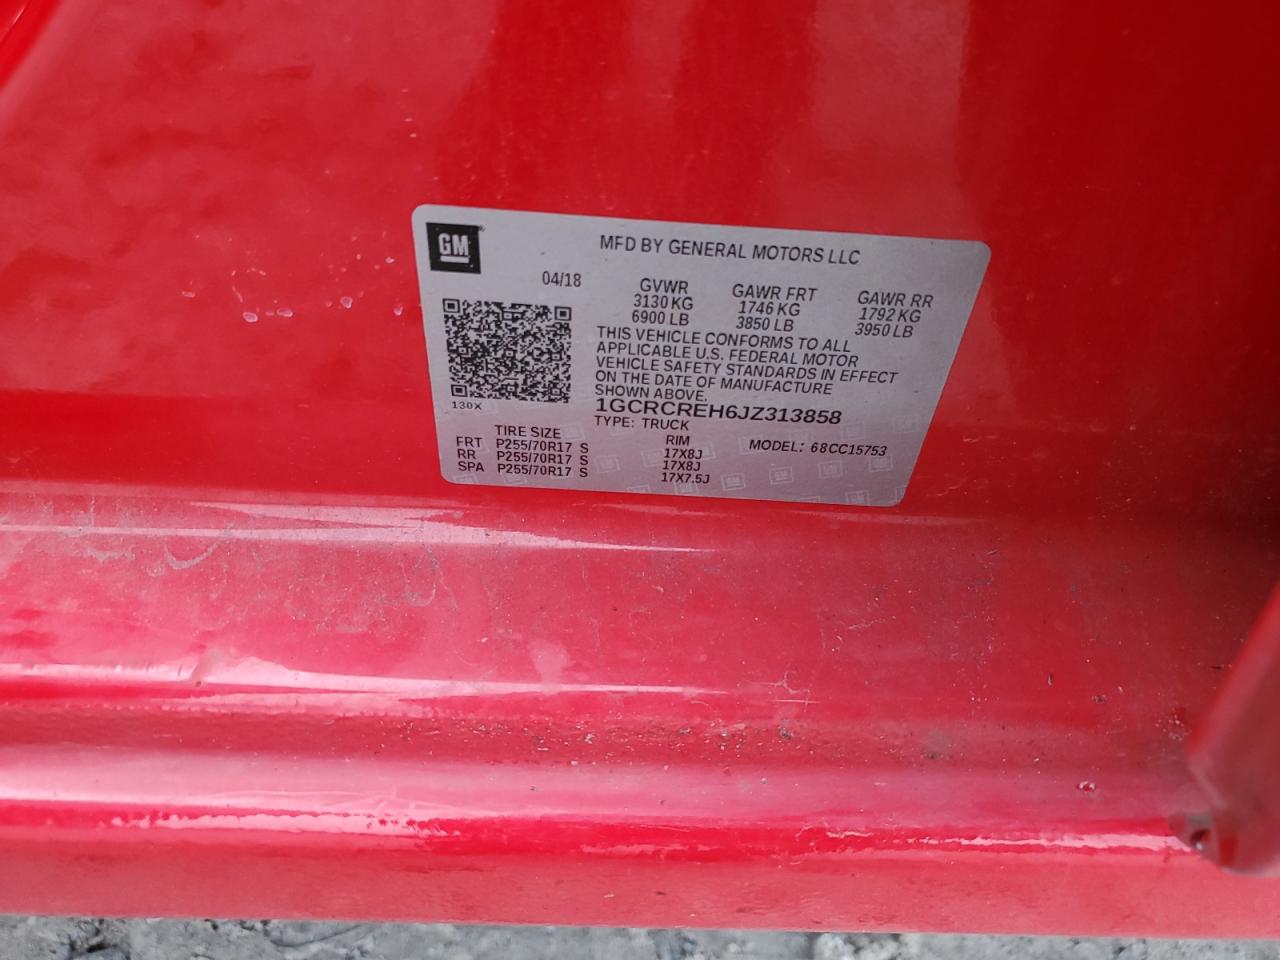 GM
MFD BY GENERAL MOTORS LLC
04/18
GVWR GAWR FRT GAWR RR
3130 KG 1746 KG 1792 KG
6900 LB 3850 LB 3950 LB
THIS VEHICLE CONFORMS TO ALL
APPLICABLE U.S. FEDERAL MOTOR
VEHICLE SAFETY STANDARDS IN EFFECT
ON THE DATE OF MANUFACTURE
SHOWN ABOVE.
130X
1GCRCREH6JZ313858
TYPE: TRUCK
MODEL: 68CC15753
TIRE SIZE RIM
FRT P255/70R17 S 17X8J
RR P255/70R17 S 17X8J
SPA P255/70R17 S 17X7.5J